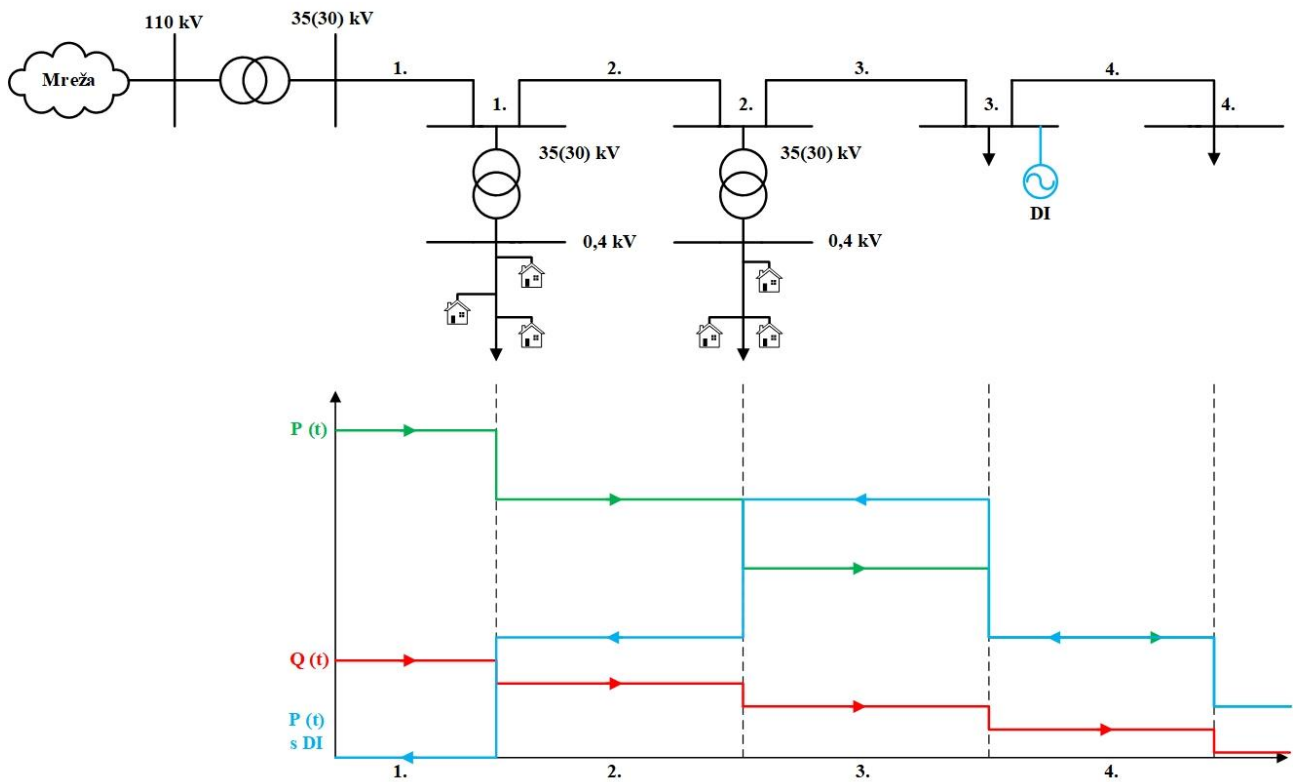 110 kV
35(30) kV
Mreža
1.
2.
3.
4.
1.
2.
3.
4.
35(30) kV
35(30) kV
DI
0,4 kV
0,4 kV
P (t)
Q (t)
P (t)
s DI
1.
2.
3.
4.